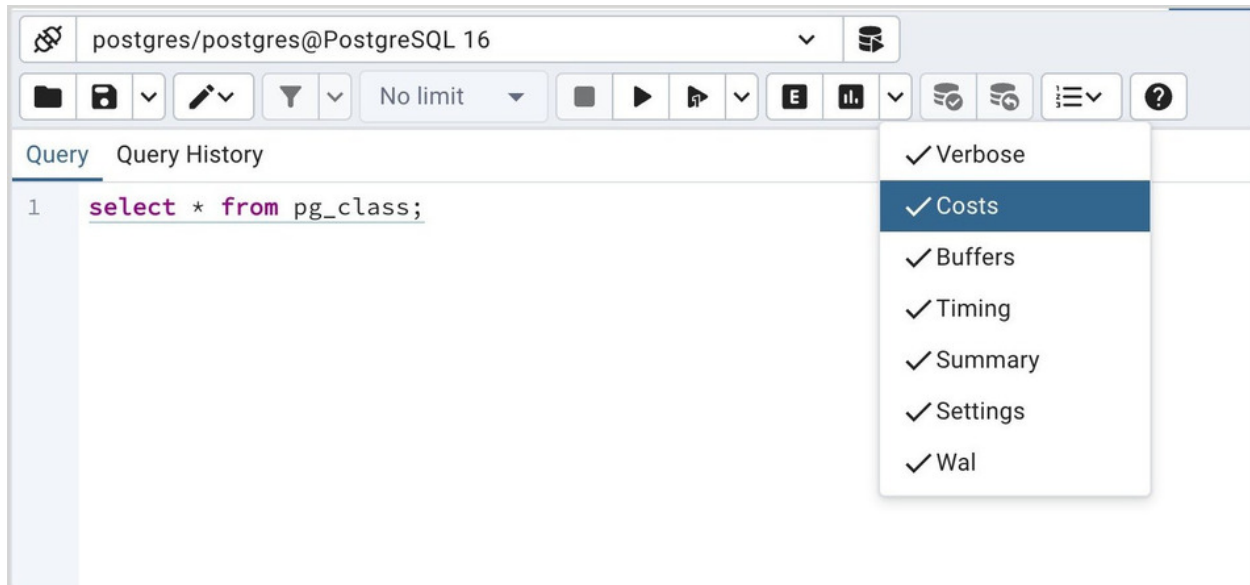 postgres/postgres@PostgreSQL 16
No limit
E
Query Query History
1 select * from pg_class;
Verbose
Costs
Buffers
Timing
Summary
Settings
Wal